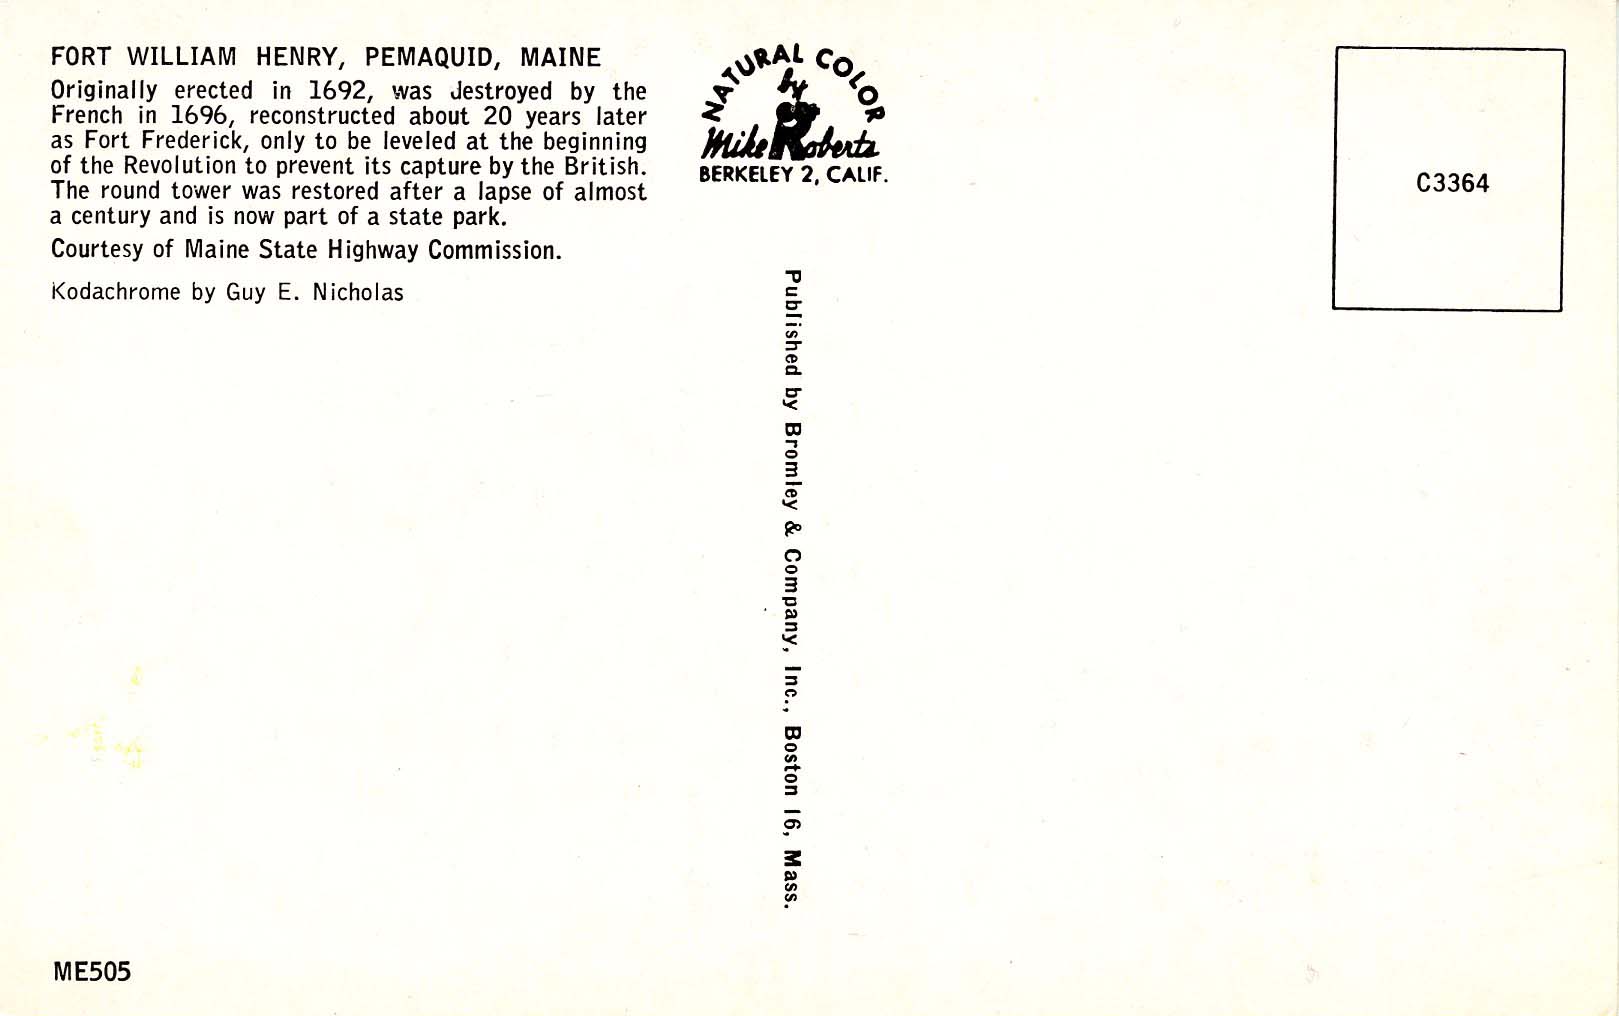 FORT WILLIAM HENRY, PEMAQUID, MAINE
Originally erected in 1692, was destroyed by the
French in 1696, reconstructed about 20 years later
as Fort Frederick, only to be leveled at the beginning
of the Revolution to prevent its capture by the British.
The round tower was restored after a lapse of almost
a century and is now part of a state park.
Courtesy of Maine State Highway Commission.
Kodachrome by Guy E. Nicholas
NATURAL COLOR
by
Mike Roberts
BERKELEY 2, CALIF.
C3364
Published by Bromley & Company, Inc., Boston 16, Mass.
ME505